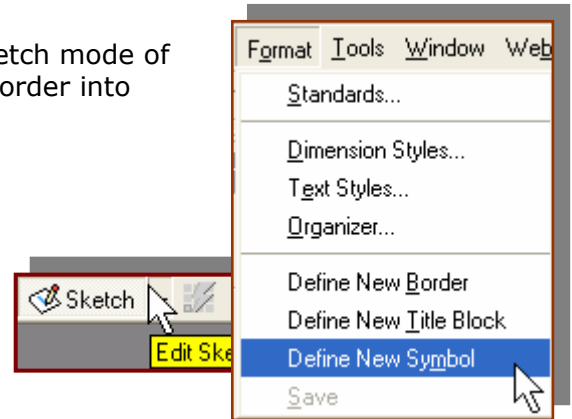 etch mode of
order into
Format Tools Window Web
Standards...
Dimension Styles...
Text Styles...
Organizer...
Define New Border
Define New Title Block
Define New Symbol
Save
Sketch
Edit Ske